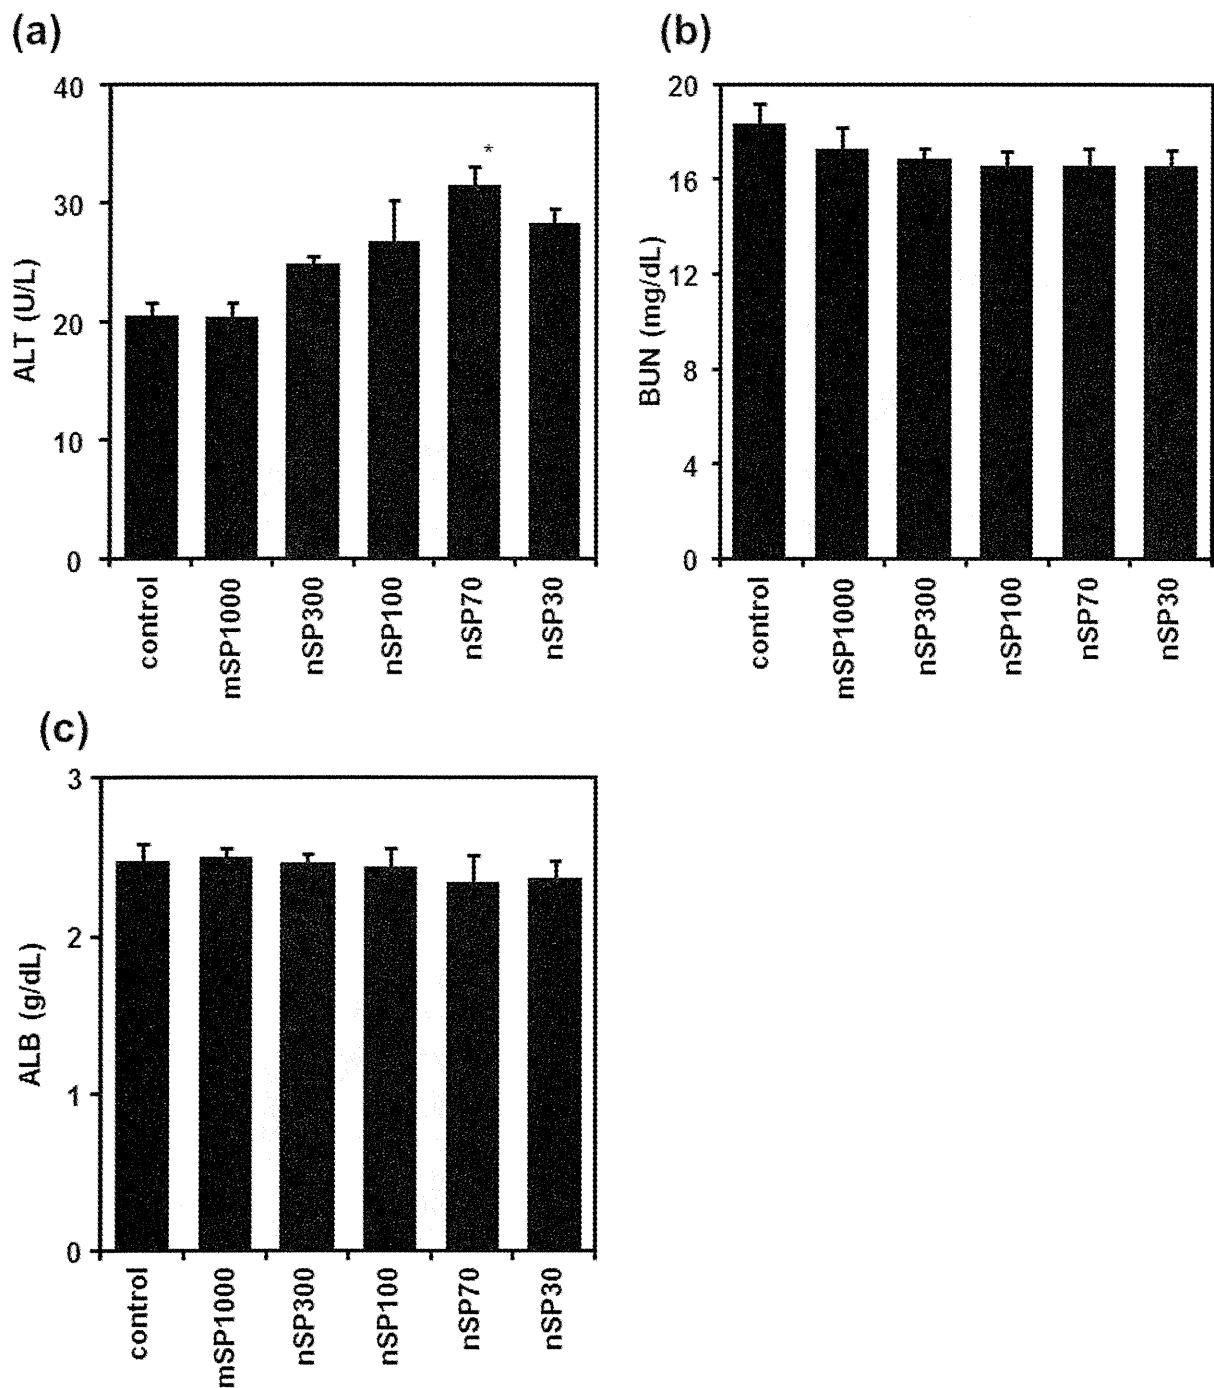 (a)
40
30
20
10
0
ALT (U/L)
*
control
mSP1000
nSP300
nSP100
nSP70
nSP30
(b)
20
16
12
8
4
0
BUN (mg/dL)
control
mSP1000
nSP300
nSP100
nSP70
nSP30
(c)
3
2
1
0
ALB (g/dL)
control
mSP1000
nSP300
nSP100
nSP70
nSP30